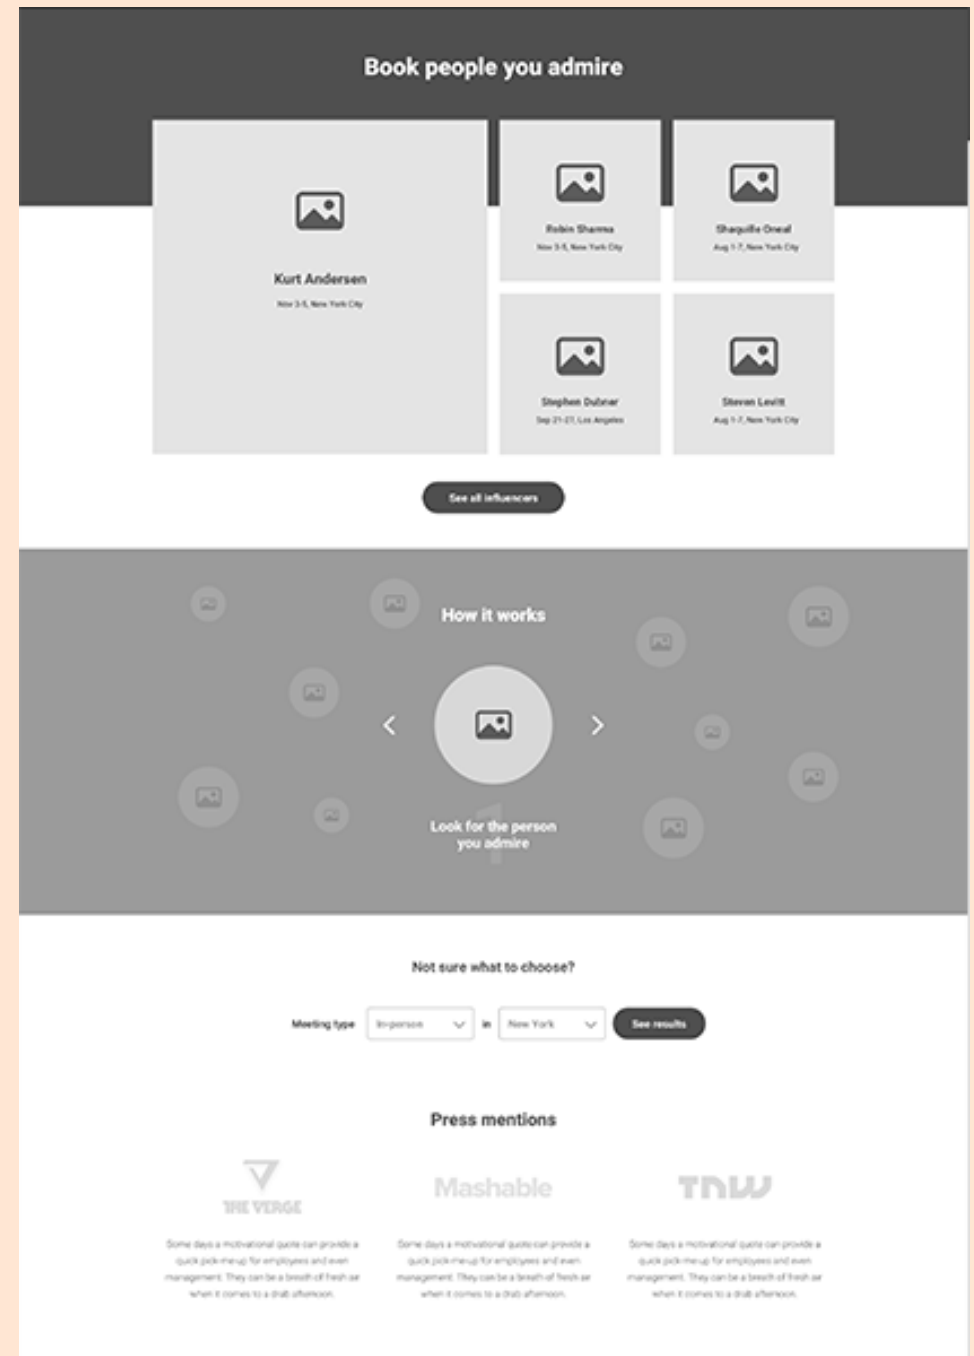 Book people you admire
Kurt Andersen
Nov 3-5, New York City
Robin Sharma
Nov 3-5, New York City
Shaquille Oneal
Aug 1-7, New York City
Stephen Dubner
Sep 21-27, Los Angeles
Steven Levitt
Aug 1-7, New York City
See all influencers
How it works
1
Look for the person
you admire
Not sure what to choose?
Meeting type In-person in New York See results
Press mentions
THE VERGE
Some days a motivational quote can provide a
quick pick-me-up for employees and even
management. They can be a breath of fresh air
when it comes to a drab afternoon.
Mashable
Some days a motivational quote can provide a
quick pick-me-up for employees and even
management. They can be a breath of fresh air
when it comes to a drab afternoon.
TNW
Some days a motivational quote can provide a
quick pick-me-up for employees and even
management. They can be a breath of fresh air
when it comes to a drab afternoon.